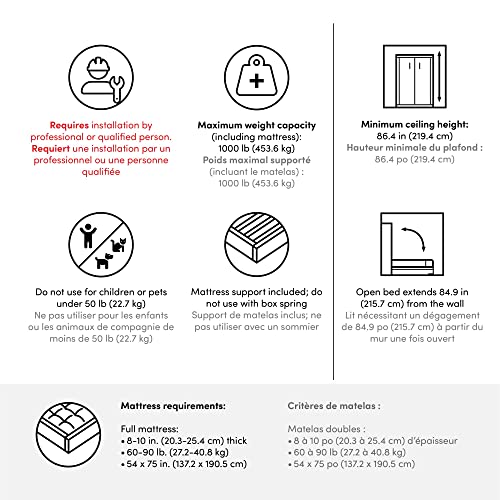 Requires installation by
professional or qualified person.
Requiert une installation par un
professionnel ou une personne
qualifiée
Maximum weight capacity
(including mattress):
1000 lb (453.6 kg)
Poids maximal supporté
(incluant le matelas) :
1000 lb (453.6 kg)
Minimum ceiling height:
86.4 in (219.4 cm)
Hauteur minimale du plafond :
86.4 po (219.4 cm)
Do not use for children or pets
under 50 lb (22.7 kg)
Ne pas utiliser pour les enfants
ou les animaux de compagnie de
moins de 50 lb (22.7 kg)
Mattress support included; do
not use with box spring
Support de matelas inclus; ne
pas utiliser avec un sommier
Open bed extends 84.9 in
(215.7 cm) from the wall
Lit nécessitant un dégagement
de 84.9 po (215.7 cm) à partir du
mur une fois ouvert
Mattress requirements:
Full mattress:
• 8-10 in. (20.3-25.4 cm) thick
• 60-90 lb. (27.2-40.8 kg)
• 54 x 75 in. (137.2 x 190.5 cm)
Critères de matelas :
Matelas doubles :
• 8 à 10 po (20.3 à 25.4 cm) d'épaisseur
• 60 à 90 lb (27.2 à 40.8 kg)
• 54 x 75 po (137.2 x 190.5 cm)